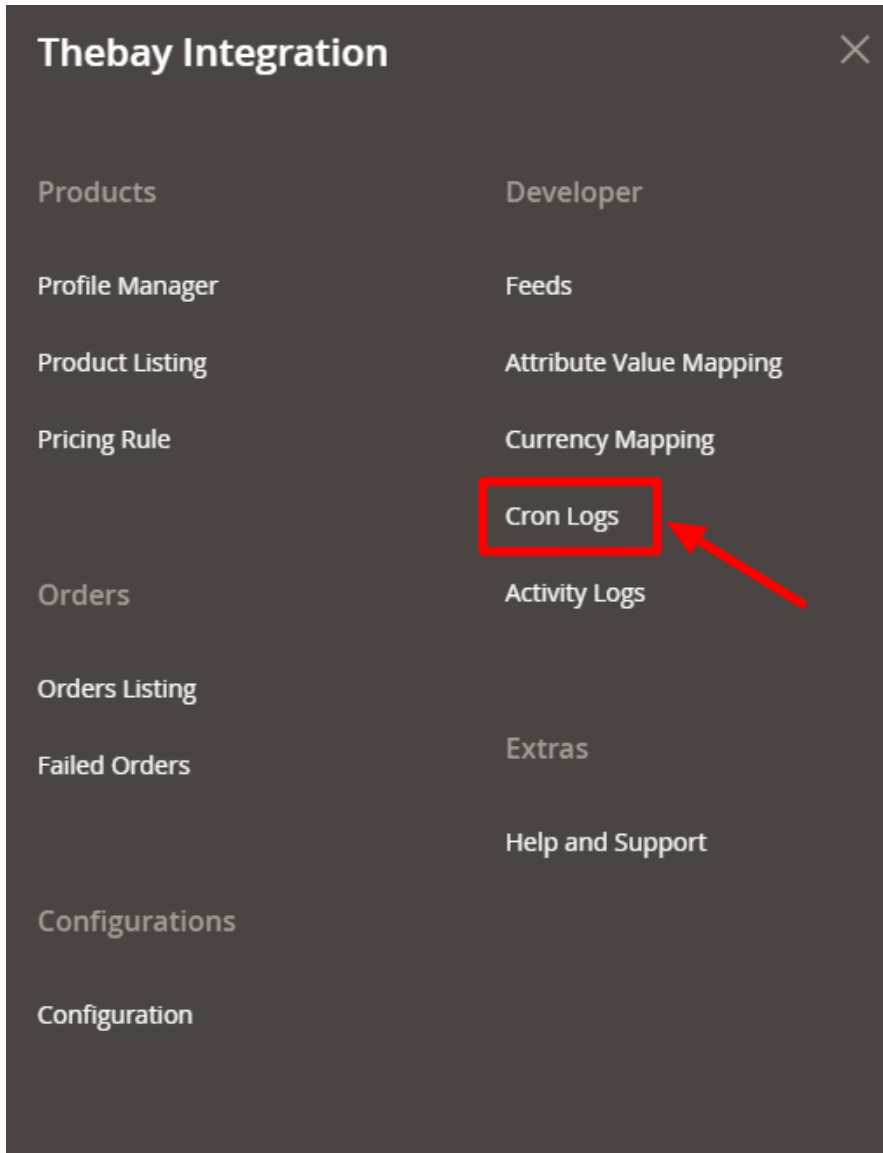 Thebay Integration
Products
Profile Manager
Product Listing
Pricing Rule
Orders
Orders Listing
Failed Orders
Configurations
Configuration
Developer
Feeds
Attribute Value Mapping
Currency Mapping
Cron Logs
Activity Logs
Extras
Help and Support